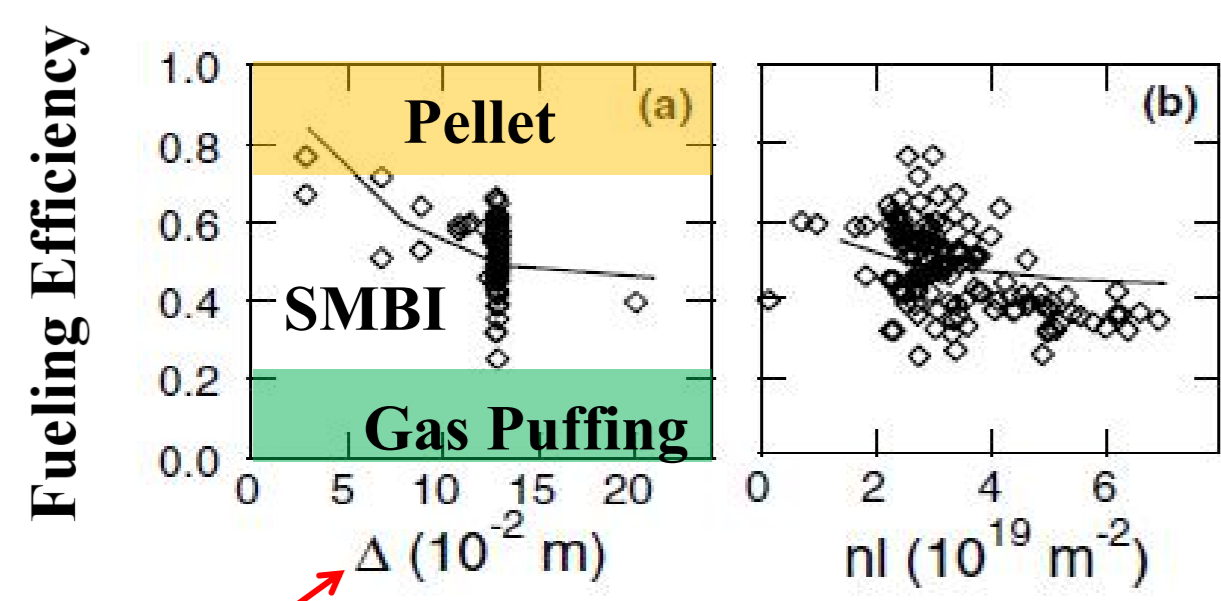 Fueling Efficiency
1.0
0.8
0.6
0.4
0.2
0.0
Pellet
(a)
SMBI
Gas Puffing
0 5 10 15 20
Δ (10⁻² m)
(b)
0 2 4 6
nl (10¹⁹ m⁻²)